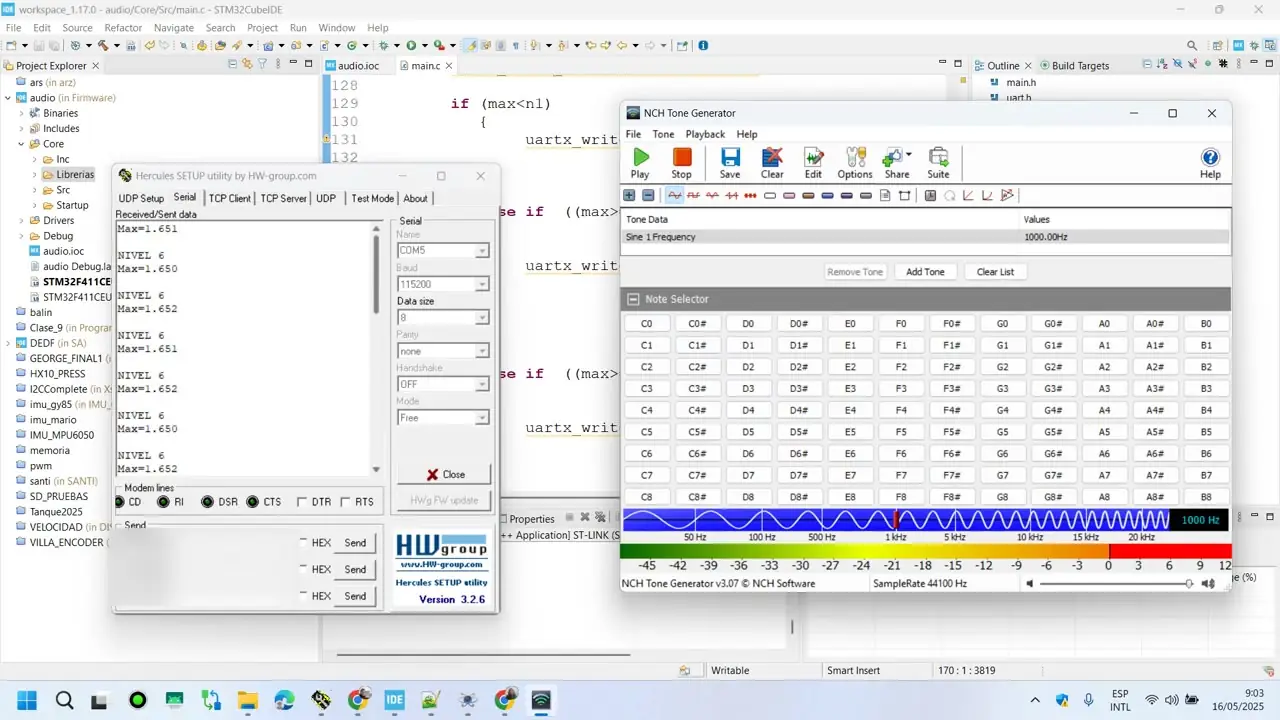 workspace_1.17.0 - audio/Core/Src/main.c - STM32CubeIDE
File Edit Source Refactor Navigate Search Project Run Window Help
Project Explorer
ars (in arz)
audio (in Firmware)
Binaries
Includes
Core
Inc
Librerias
Src
Startup
Drivers
Debug
audio.ioc
audio Debug.la
STM32F411CE
STM32F411CEU
balin
Clase_9 (in Progra
DEDF (in SA)
GEORGE_FINAL1
HX10_PRESS
I2CComplete (in X
imu_gy85 (in IMU_
imu_mario
IMU_MPU6050
memoria
pwm
santi (in SANTI)
SD_PRUEBAS
Tanque2025
VELOCIDAD (in DI
VILLA_ENCODER (
audio.ioc main.c
128
129 if (max<nl)
130 {
131 uartx_writ
132
se if ((max>
uartx_writ
se if ((max>
uartx_writ
Outline Build Targets
main.h
uart.h
Hercules SETUP utility by HW-group.com
UDP Setup Serial TCP Client TCP Server UDP Test Mode About
Received/Sent data
Max=1.651
NIVEL 6
Max=1.650
NIVEL 6
Max=1.652
NIVEL 6
Max=1.651
NIVEL 6
Max=1.652
NIVEL 6
Max=1.650
NIVEL 6
Max=1.652
Serial
Name
COM5
Baud
115200
Data size
8
Parity
none
Handshake
OFF
Mode
Free
Close
HWg FW update
Modem lines
CD RI DSR CTS DTR RTS
Send
HEX Send
HEX Send
HEX Send
HWgroup
www.HW-group.com
Hercules SETUP utility
Version 3.2.6
Properties
++ Application] ST-LINK (S
NCH Tone Generator
File Tone Playback Help
Play Stop Save Clear Edit Options Share Suite Help
Tone Data Values
Sine 1 Frequency 1000.00Hz
Remove Tone Add Tone Clear List
Note Selector
C0 C0# D0 D0# E0 F0 F0# G0 G0# A0 A0# B0
C1 C1# D1 D1# E1 F1 F1# G1 G1# A1 A1# B1
C2 C2# D2 D2# E2 F2 F2# G2 G2# A2 A2# B2
C3 C3# D3 D3# E3 F3 F3# G3 G3# A3 A3# B3
C4 C4# D4 D4# E4 F4 F4# G4 G4# A4 A4# B4
C5 C5# D5 D5# E5 F5 F5# G5 G5# A5 A5# B5
C6 C6# D6 D6# E6 F6 F6# G6 G6# A6 A6# B6
C7 C7# D7 D7# E7 F7 F7# G7 G7# A7 A7# B7
C8 C8# D8 D8# E8 F8 F8# G8 G8# A8 A8# B8
1000 Hz
50 Hz 100 Hz 500 Hz 1 kHz 5 kHz 10 kHz 15 kHz 20 kHz
-45 -42 -39 -36 -33 -30 -27 -24 -21 -18 -15 -12 -9 -6 -3 0 3 6 9 12
NCH Tone Generator v3.07 © NCH Software SampleRate 44100 Hz
ge (%)
Writable Smart Insert 170 : 1 : 3819
IDE
ESP
INTL
9:03
16/05/2025